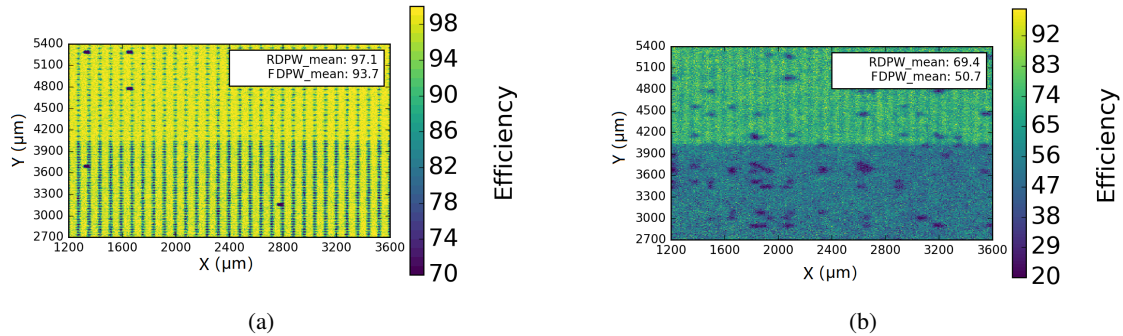 RDPW_mean: 97.1
FDPW_mean: 93.7
5400
4800
4200
3900
3600
3300
3000
2700
Y (µm)
1200 1600 2000 2400 2800 3200 3600
X (µm)
98
94
90
86
82
78
74
70
Efficiency
(a)
RDPW_mean: 69.4
FDPW_mean: 50.7
5400
5100
4800
4500
4200
3900
3600
3300
3000
2700
Y (µm)
1200 1600 2000 2400 2800 3200 3600
X (µm)
92
83
74
65
56
47
38
29
20
Efficiency
(b)